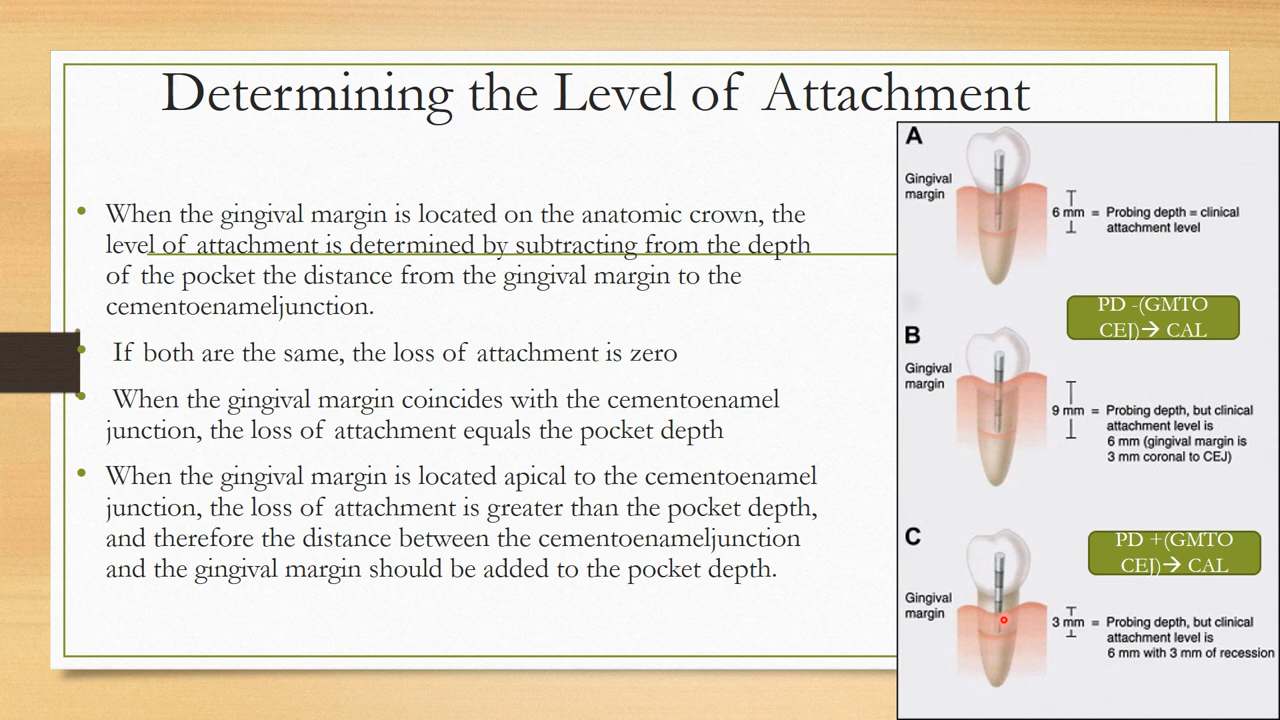 Determining the Level of Attachment
• When the gingival margin is located on the anatomic crown, the
level of attachment is determined by subtracting from the depth
of the pocket the distance from the gingival margin to the
cementoenameljunction.
• If both are the same, the loss of attachment is zero
• When the gingival margin coincides with the cementoenamel
junction, the loss of attachment equals the pocket depth
• When the gingival margin is located apical to the cementoenamel
junction, the loss of attachment is greater than the pocket depth,
and therefore the distance between the cementoenameljunction
and the gingival margin should be added to the pocket depth.
A
Gingival
margin
6 mm = Probing depth = clinical
attachment level
PD -(GMTO
CEJ)→ CAL
B
Gingival
margin
9 mm = Probing depth, but clinical
attachment level is
6 mm (gingival margin is
3 mm coronal to CEJ)
PD +(GMTO
CEJ)→ CAL
C
Gingival
margin
3 mm = Probing depth, but clinical
attachment level is
6 mm with 3 mm of recession